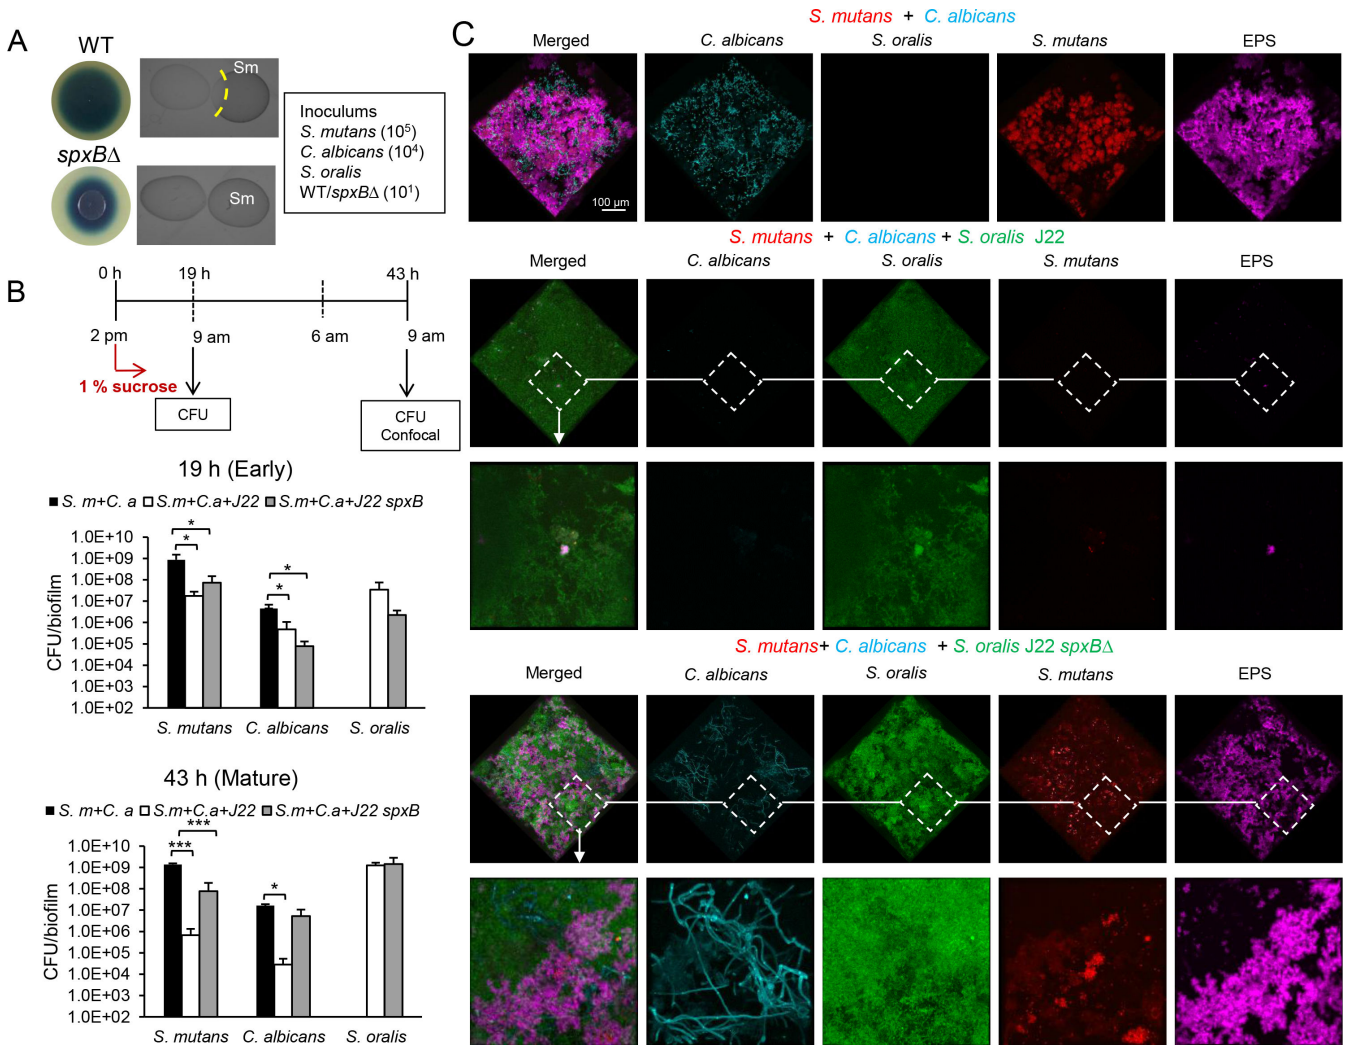 A
WT
Sm
spxBΔ
Sm
Inoculums
S. mutans (10⁵)
C. albicans (10⁴)
S. oralis
WT/spxBΔ (10¹)
B
0 h 19 h 43 h
2 pm 9 am 6 am 9 am
1 % sucrose
CFU
CFU
Confocal
19 h (Early)
S. m+C. a S.m+C.a+J22 S.m+C.a+J22 spxB
*
*
*
*
CFU/biofilm
1.0E+10
1.0E+09
1.0E+08
1.0E+07
1.0E+06
1.0E+05
1.0E+04
1.0E+03
1.0E+02
S. mutans C. albicans S. oralis
43 h (Mature)
S. m+C. a S.m+C.a+J22 S.m+C.a+J22 spxB
***
***
*
CFU/biofilm
1.0E+10
1.0E+09
1.0E+08
1.0E+07
1.0E+06
1.0E+05
1.0E+04
1.0E+03
1.0E+02
S. mutans C. albicans S. oralis
C
S. mutans + C. albicans
Merged C. albicans S. oralis S. mutans EPS
100 µm
S. mutans + C. albicans + S. oralis J22
Merged C. albicans S. oralis S. mutans EPS
S. mutans+ C. albicans + S. oralis J22 spxBΔ
Merged C. albicans S. oralis S. mutans EPS